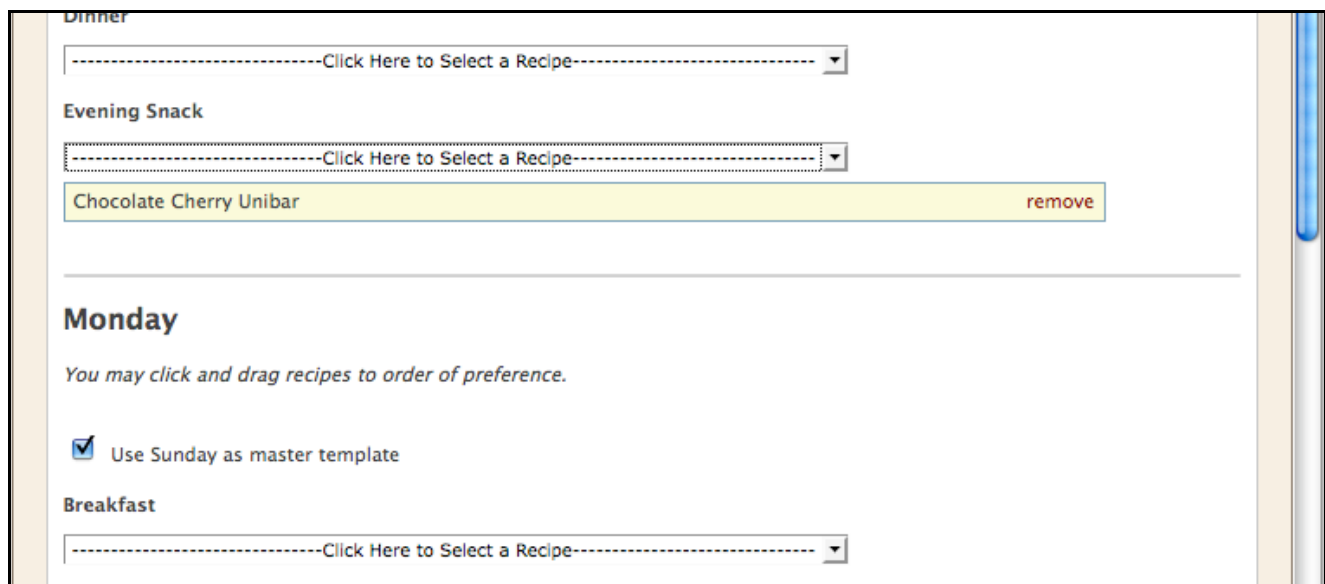 Dinner
--------------------------------Click Here to Select a Recipe-------------------------------
Evening Snack
--------------------------------Click Here to Select a Recipe-------------------------------
Chocolate Cherry Unibar remove
Monday
You may click and drag recipes to order of preference.
Use Sunday as master template
Breakfast
--------------------------------Click Here to Select a Recipe-------------------------------